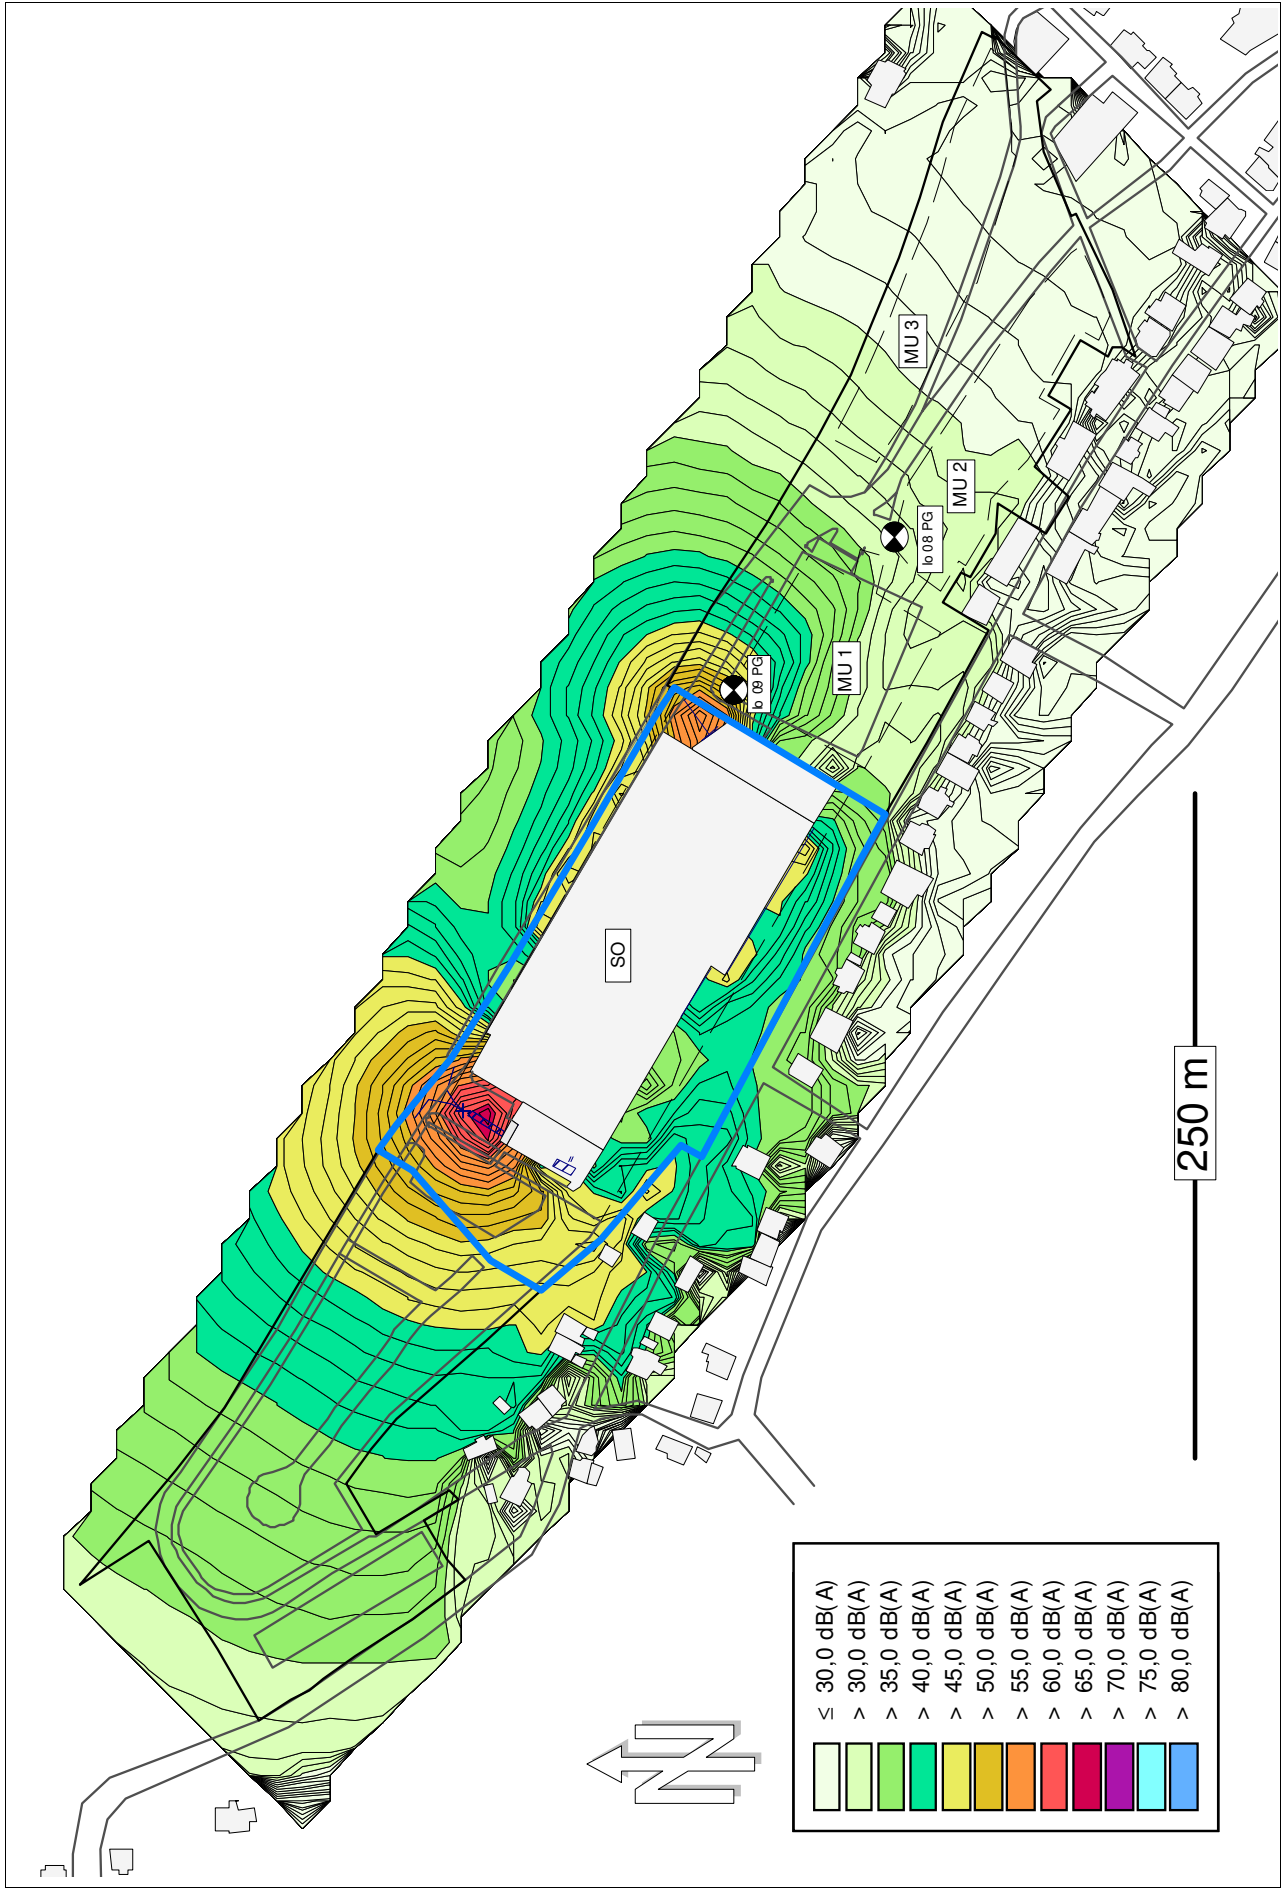 MU 3
MU 2
Io 08 PG
MU 1
Io 09 PG
SO
250 m
≤ 30,0 dB(A)
> 30,0 dB(A)
> 35,0 dB(A)
> 40,0 dB(A)
> 45,0 dB(A)
> 50,0 dB(A)
> 55,0 dB(A)
> 60,0 dB(A)
> 65,0 dB(A)
> 70,0 dB(A)
> 75,0 dB(A)
> 80,0 dB(A)
N